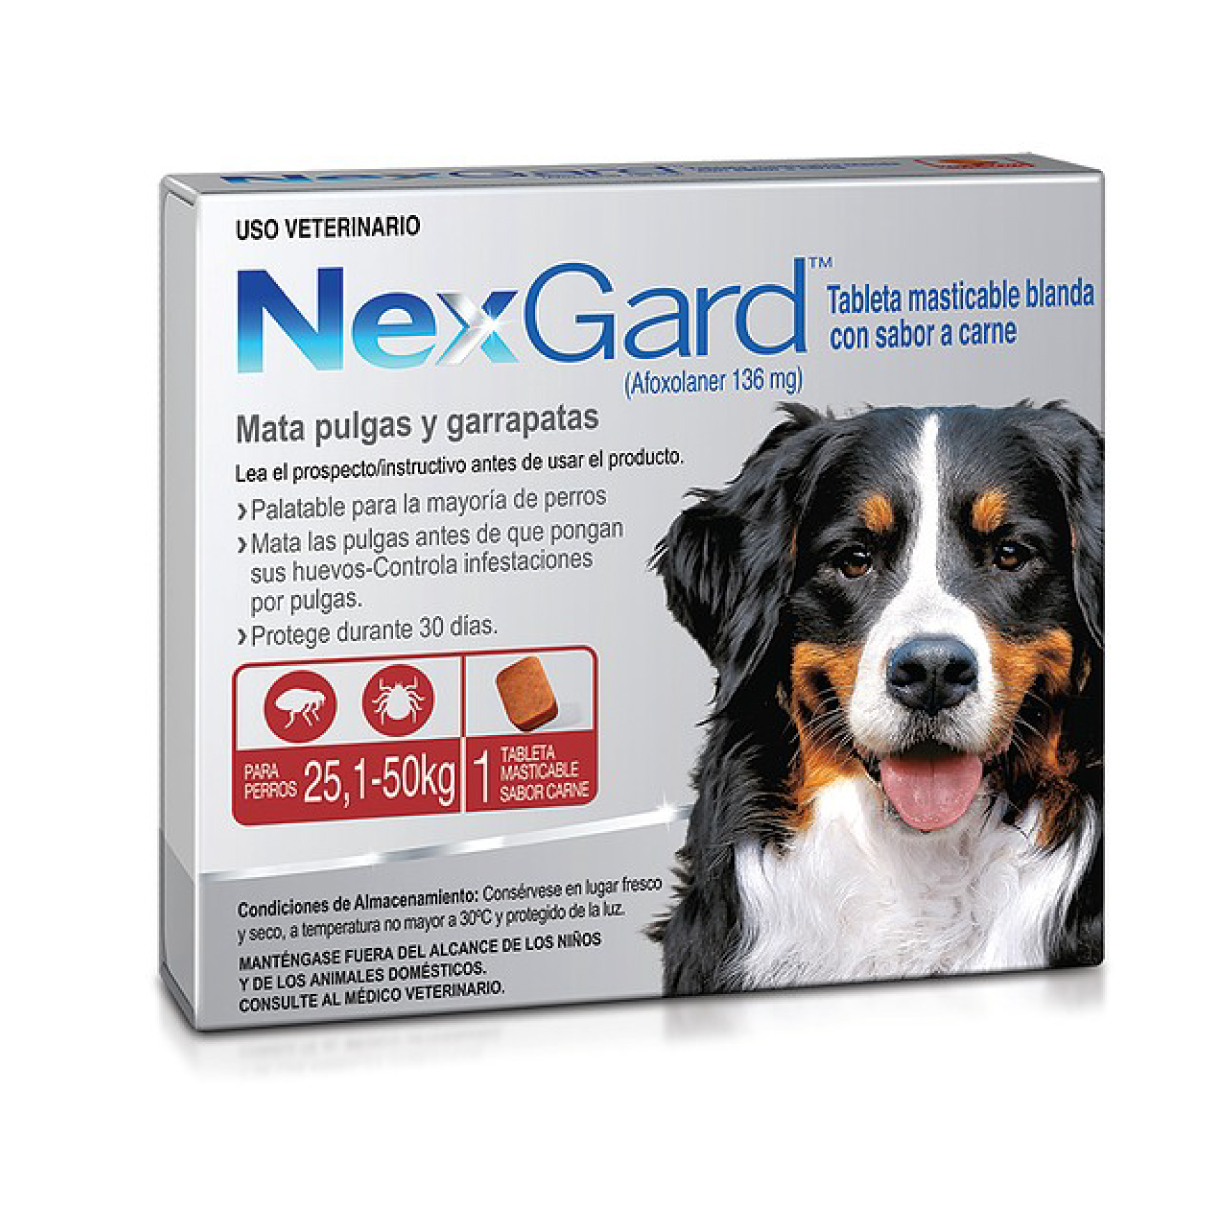 NexGard
USO VETERINARIO
NexGard™
Tableta masticable blanda
con sabor a carne
(Afoxolaner 136 mg)
Mata pulgas y garrapatas
Lea el prospecto/instructivo antes de usar el producto.
›Palatable para la mayoría de perros
›Mata las pulgas antes de que pongan
sus huevos-Controla infestaciones
por pulgas.
›Protege durante 30 días.
PARA
PERROS
25,1-50kg
1
TABLETA
MASTICABLE
SABOR CARNE
Condiciones de Almacenamiento: Consérvese en lugar fresco
y seco, a temperatura no mayor a 30ºC y protegido de la luz.
MANTÉNGASE FUERA DEL ALCANCE DE LOS NIÑOS
Y DE LOS ANIMALES DOMÉSTICOS.
CONSULTE AL MÉDICO VETERINARIO.